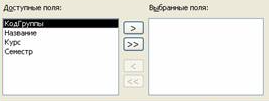 Доступные поля:
Выбранные поля:
КодГруппы
Название
Курс
Семестр
>
>>
<
<<